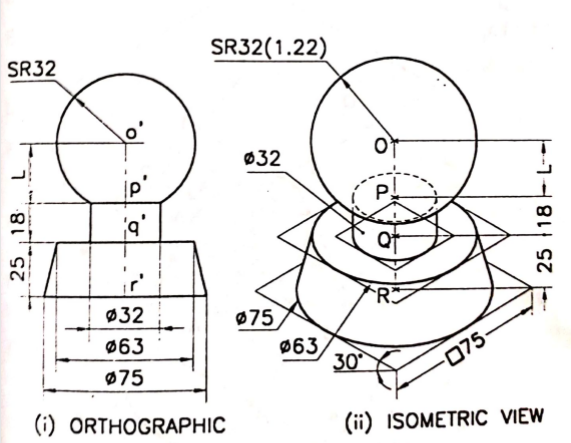 SR32
o'
p'
q'
r'
L
18
25
ø32
ø63
ø75
(i) ORTHOGRAPHIC
SR32(1.22)
ø32
O
P
Q
R
L
18
25
ø75
ø63
30°
□75
(ii) ISOMETRIC VIEW